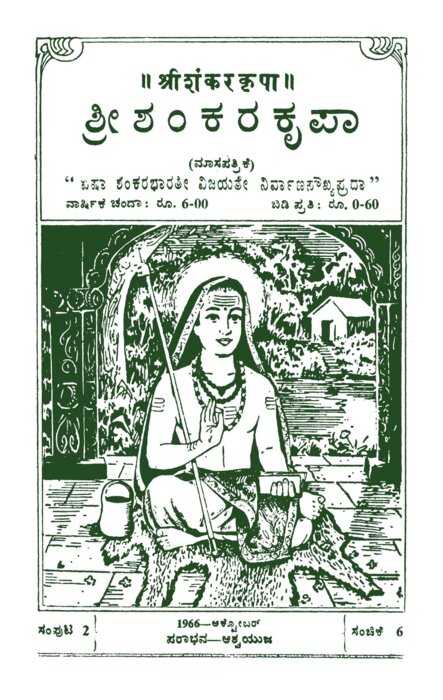 ॥ श्रीशंकरकृपा॥
ಶ್ರೀ ಶಂಕರಕೃಪಾ
(ಮಾಸಪತ್ರಿಕೆ)
“ ಏಷಾ ಶಂಕರಭಾರತೀ ವಿಜಯತೇ ನಿರ್ವಾಣಸೌಖ್ಯಪ್ರದಾ ”
ವಾರ್ಷಿಕ ಚಂದಾ : ರೂ. 6-00 ಬಿಡಿ ಪ್ರತಿ : ರೂ. 0-60
ಸಂಪುಟ 2 1966—ಅಕ್ಟೋಬರ್ ಸಂಚಿಕೆ 6
ಪರಾಭವ—ಆಶ್ವಯುಜ